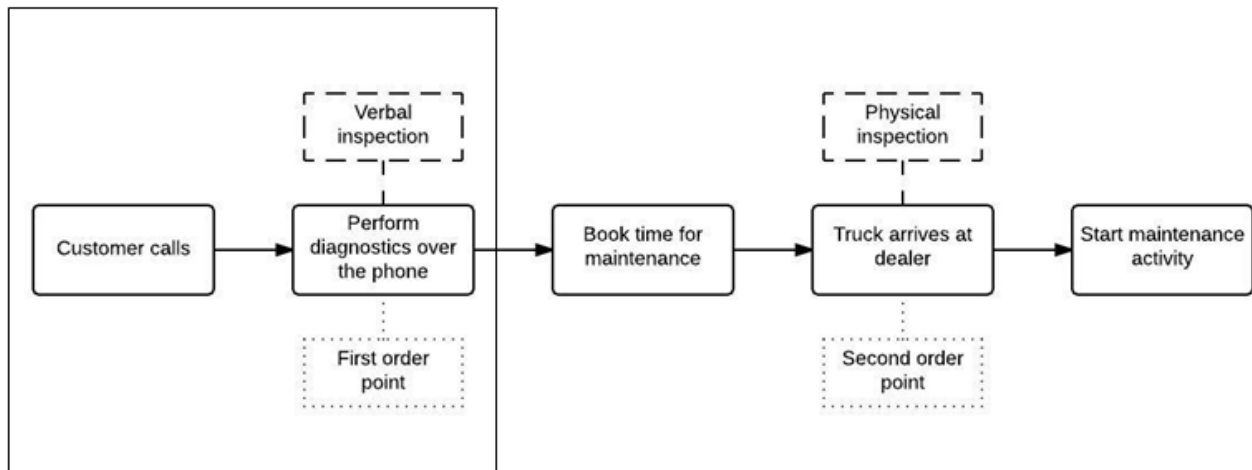 Verbal
inspection
Physical
inspection
Customer calls
Perform
diagnostics over
the phone
Book time for
maintenance
Truck arrives at
dealer
Start maintenance
activity
First order
point
Second order
point